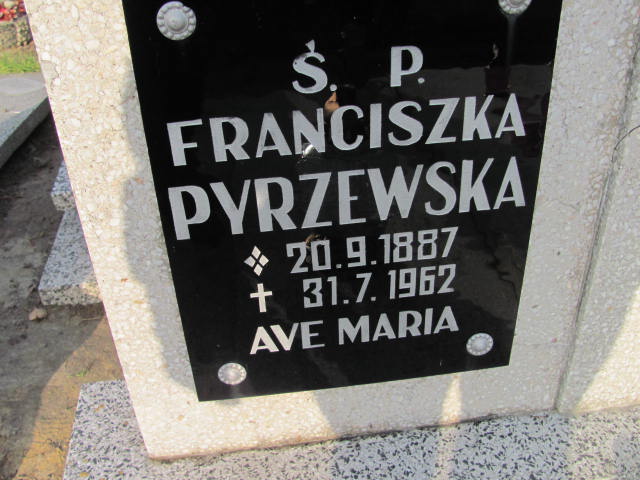 Ś. P.
FRANCISZKA
PYRZEWSKA
20.9.1887
31.7.1962
AVE MARIA